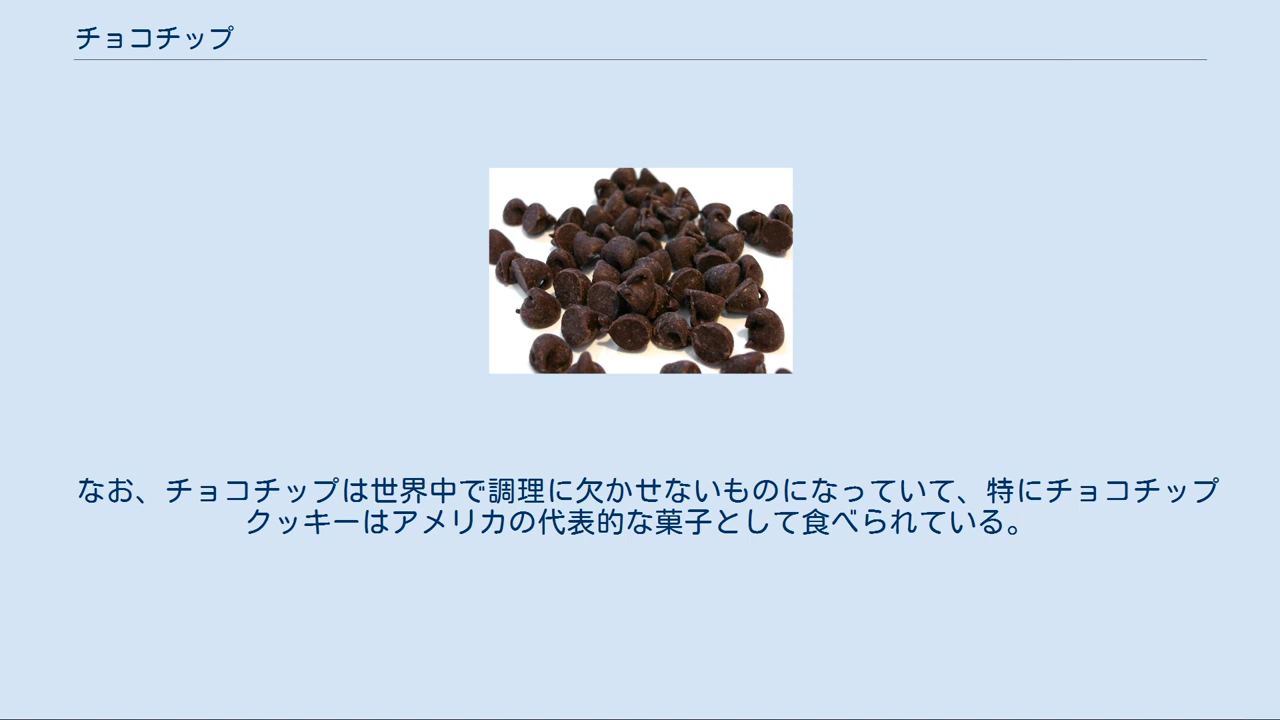 チョコチップ
なお、チョコチップは世界中で調理に欠かせないものになっていて、特にチョコチップ
クッキーはアメリカの代表的な菓子として食べられている。